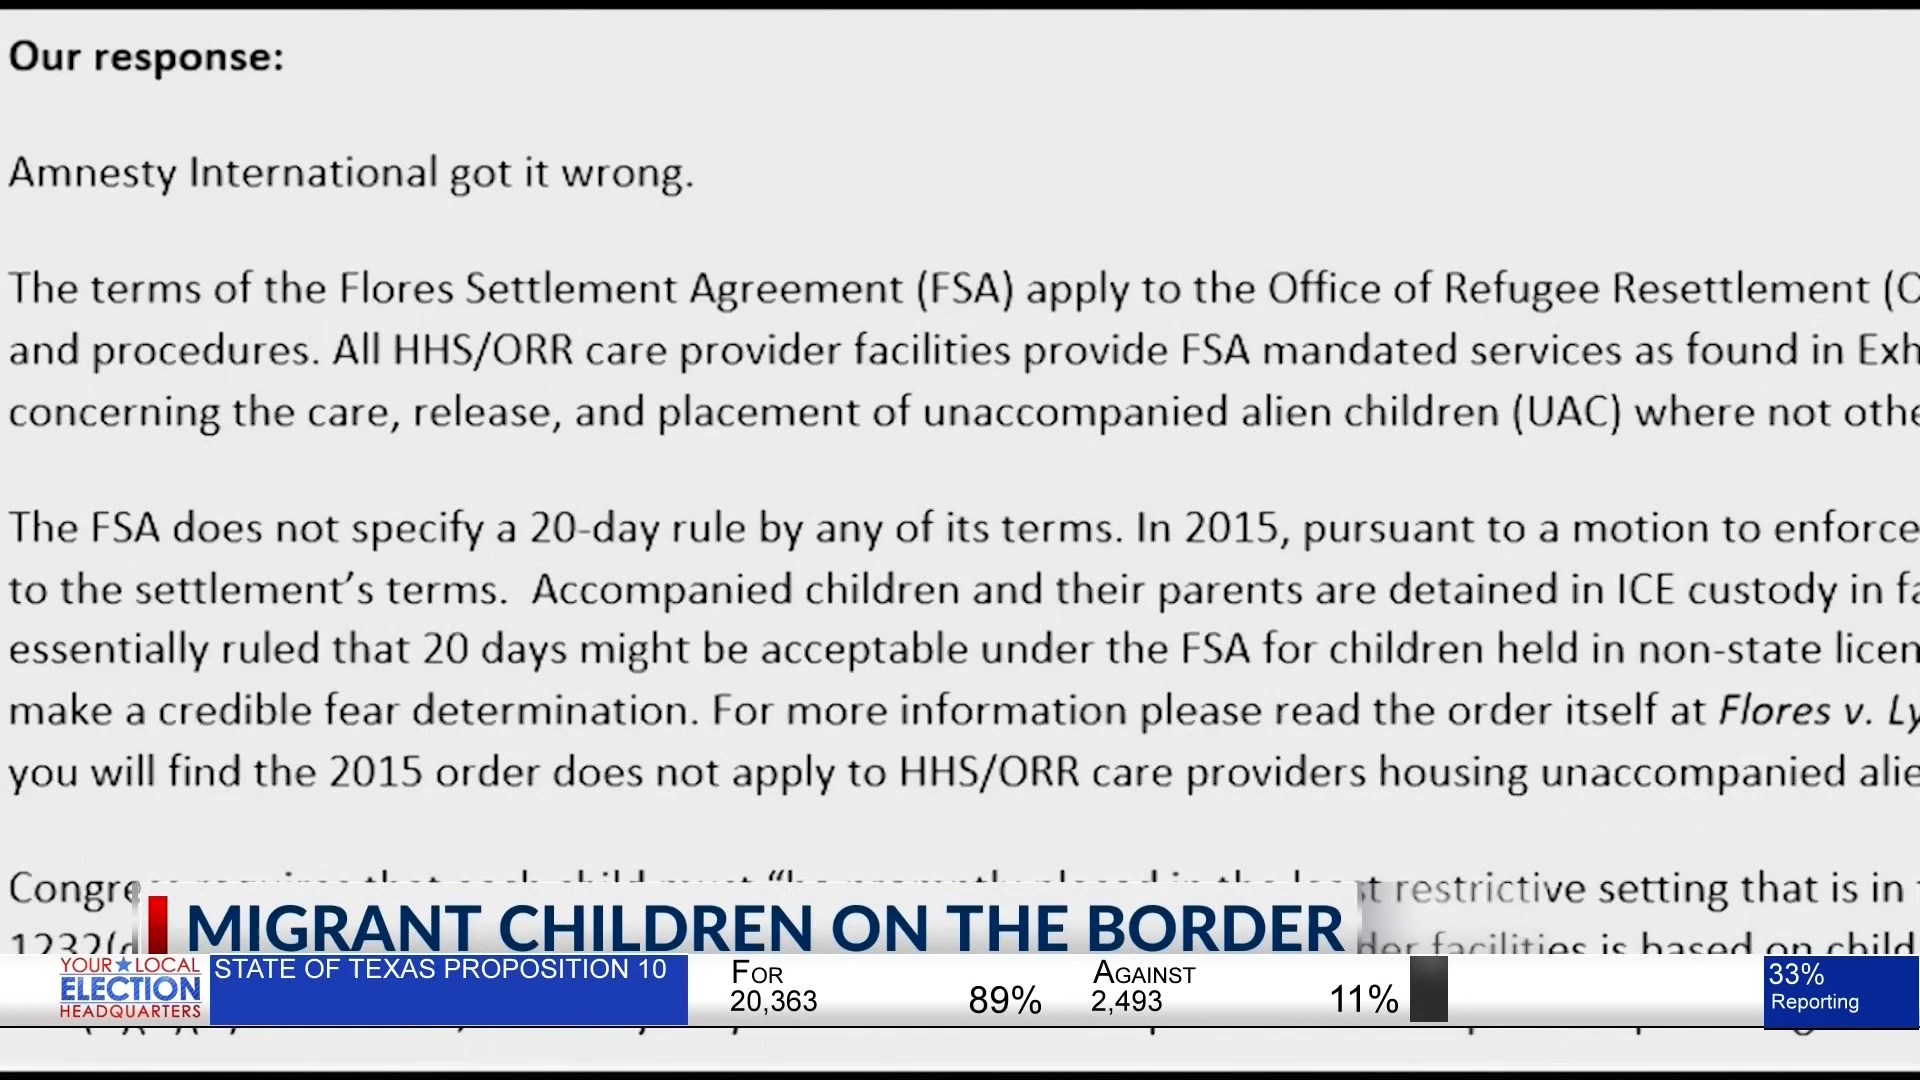 Our response:
Amnesty International got it wrong.
The terms of the Flores Settlement Agreement (FSA) apply to the Office of Refugee Resettlement
and procedures. All HHS/ORR care provider facilities provide FSA mandated services as found in
concerning the care, release, and placement of unaccompanied alien children (UAC) where not
The FSA does not specify a 20-day rule by any of its terms. In 2015, pursuant to a motion to enforce
to the settlement’s terms.  Accompanied children and their parents are detained in ICE custody in
essentially ruled that 20 days might be acceptable under the FSA for children held in non-state
make a credible fear determination. For more information please read the order itself at Flores v.
you will find the 2015 order does not apply to HHS/ORR care providers housing unaccompanied
restrictive setting that is in
facilities is based on child
MIGRANT CHILDREN ON THE BORDER
YOUR LOCAL
ELECTION
HEADQUARTERS
STATE OF TEXAS PROPOSITION 10
FOR
20,363 89%
AGAINST
2,493 11%
33%
Reporting